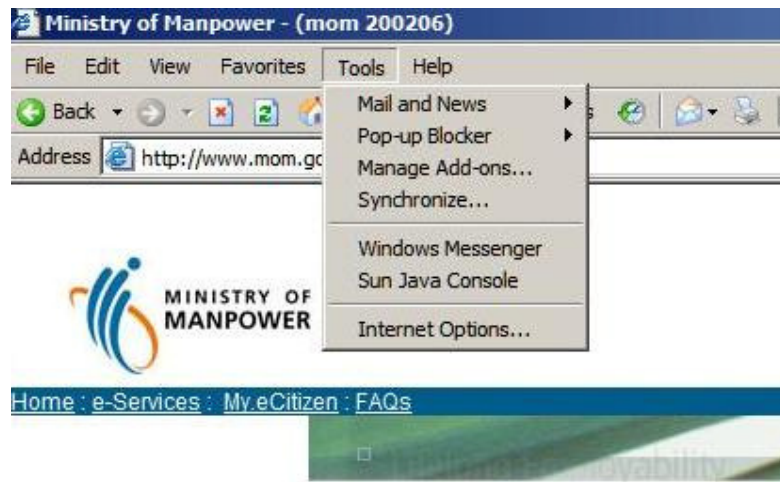 Ministry of Manpower - (mom 200206)
File Edit View Favorites Tools Help
Back
Address http://www.mom.go
Mail and News
Pop-up Blocker
Manage Add-ons...
Synchronize...
Windows Messenger
Sun Java Console
Internet Options...
MINISTRY OF
MANPOWER
Home : e-Services : My.eCitizen : FAQs